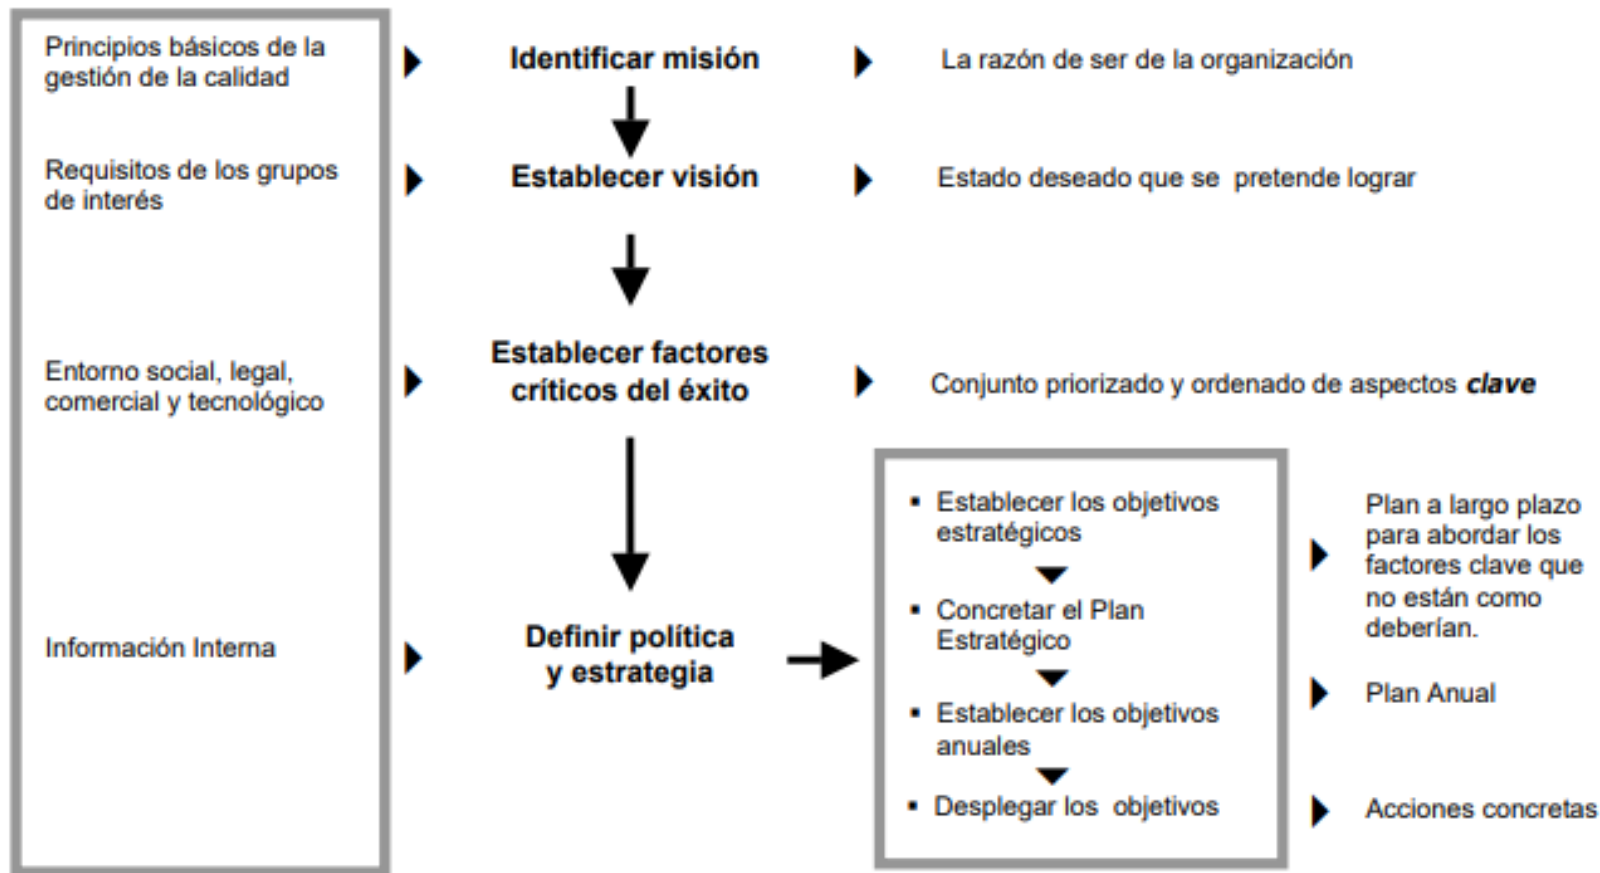 Principios básicos de la
gestión de la calidad
Identificar misión
La razón de ser de la organización
Requisitos de los grupos
de interés
Establecer visión
Estado deseado que se pretende lograr
Entorno social, legal,
comercial y tecnológico
Establecer factores
críticos del éxito
Conjunto priorizado y ordenado de aspectos clave
Información Interna
Definir política
y estrategia
▪ Establecer los objetivos
estratégicos
▪ Concretar el Plan
Estratégico
▪ Establecer los objetivos
anuales
▪ Desplegar los objetivos
Plan a largo plazo
para abordar los
factores clave que
no están como
deberían.
Plan Anual
Acciones concretas